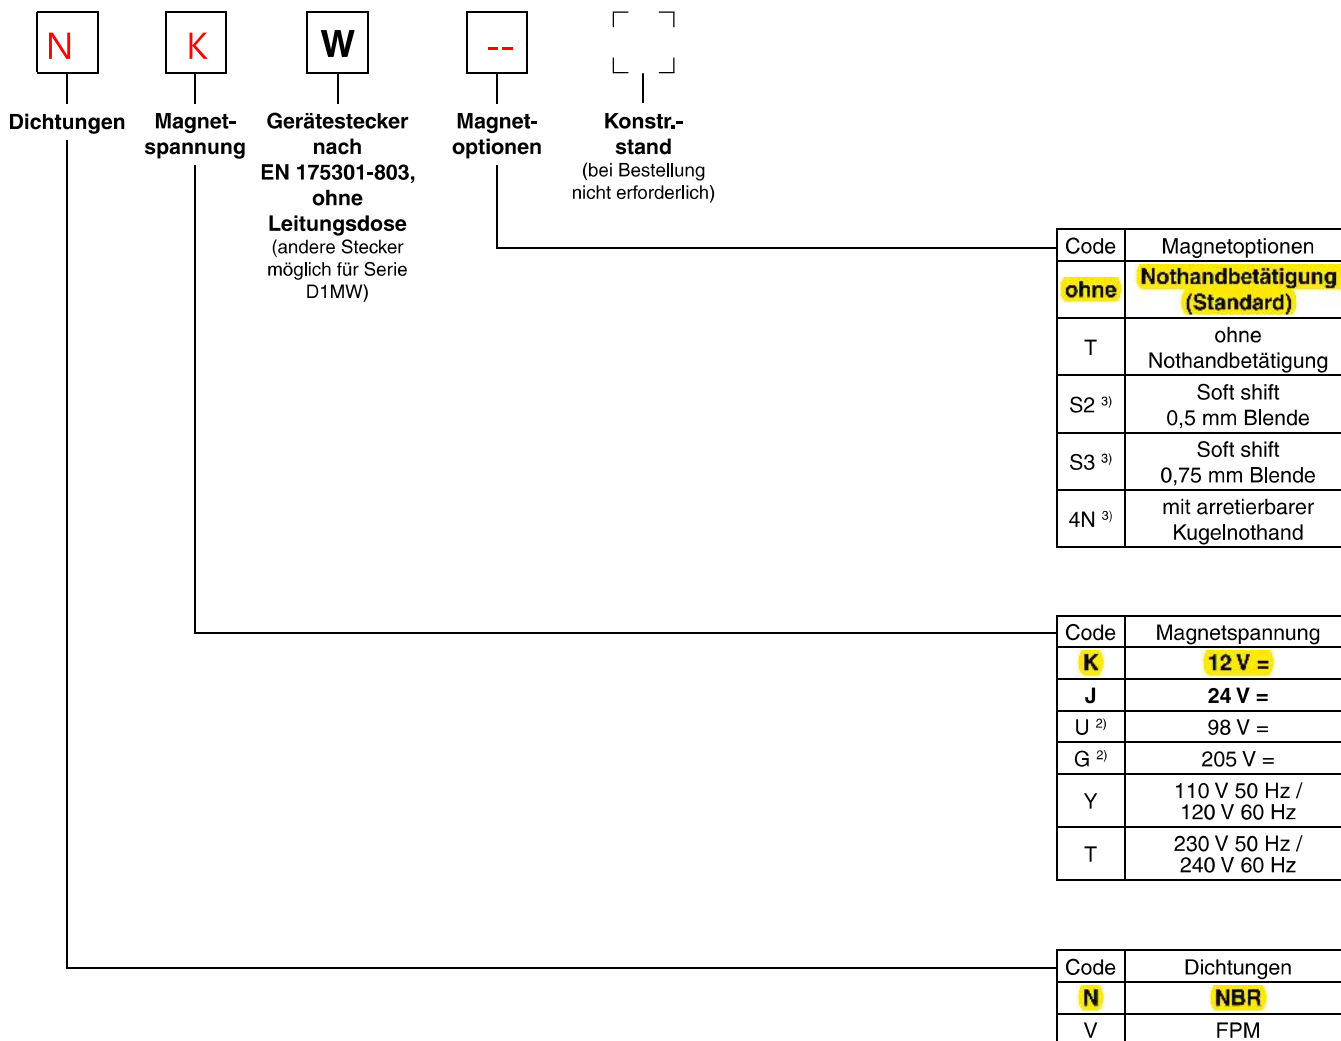 N K W --
Dichtungen
Magnet-
spannung
Gerätestecker
nach
EN 175301-803,
ohne
Leitungsdose
(andere Stecker
möglich für Serie
D1MW)
Magnet-
optionen
Konstr.-
stand
(bei Bestellung
nicht erforderlich)
Code Magnetoptionen
ohne Nothandbetätigung
(Standard)
T ohne
Nothandbetätigung
S2 3) Soft shift
0,5 mm Blende
S3 3) Soft shift
0,75 mm Blende
4N 3) mit arretierbarer
Kugelnothand
Code Magnetspannung
K 12 V =
J 24 V =
U 2) 98 V =
G 2) 205 V =
Y 110 V 50 Hz /
120 V 60 Hz
T 230 V 50 Hz /
240 V 60 Hz
Code Dichtungen
N NBR
V FPM